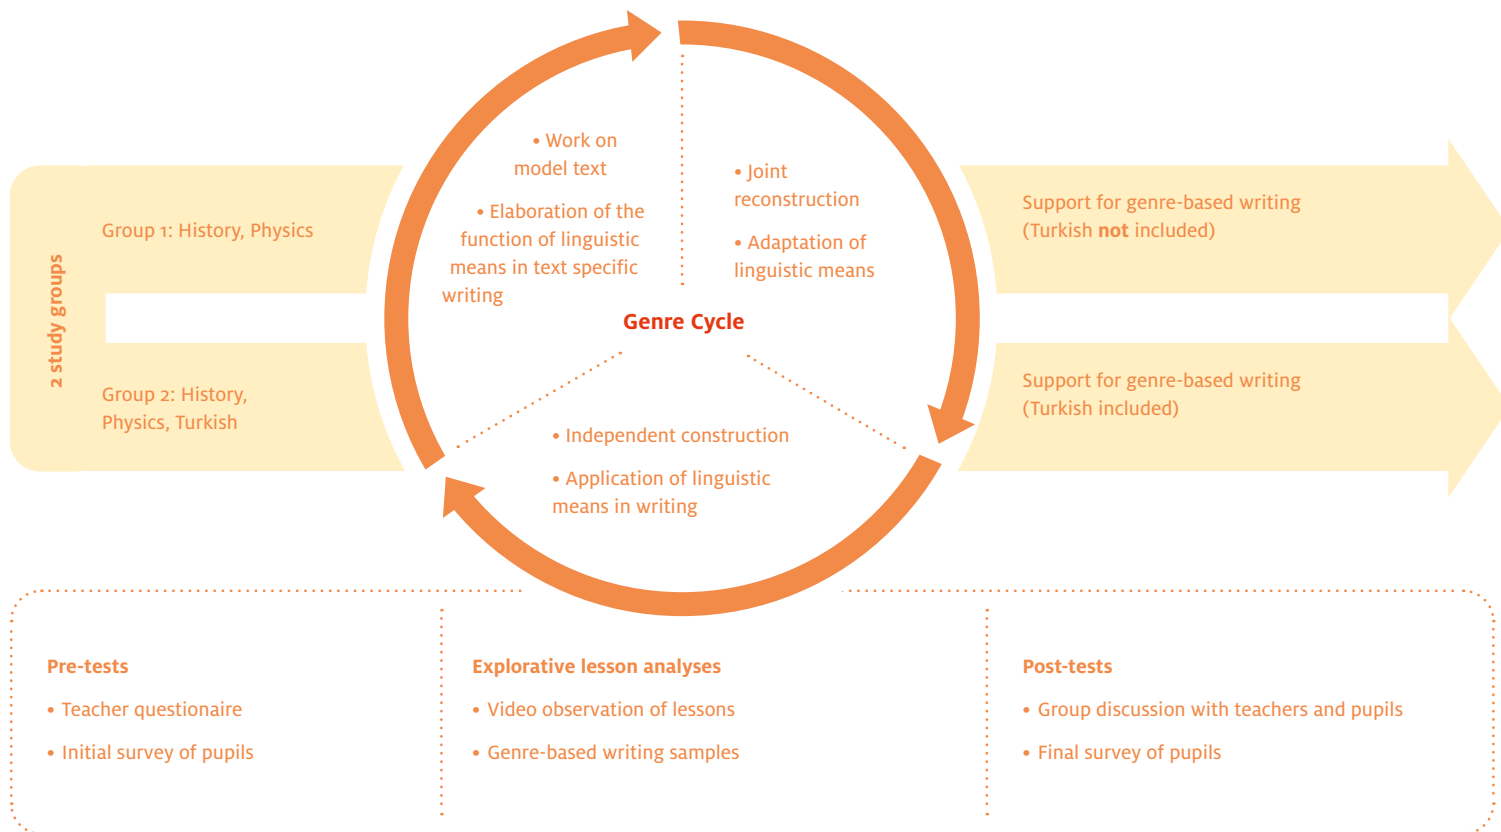 2 study groups
Group 1: History, Physics
Group 2: History,
Physics, Turkish
• Work on
model text
• Elaboration of the
function of linguistic
means in text specific
writing
• Joint
reconstruction
• Adaptation of
linguistic means
Genre Cycle
• Independent construction
• Application of linguistic
means in writing
Support for genre-based writing
(Turkish not included)
Support for genre-based writing
(Turkish included)
Pre-tests
• Teacher questionaire
• Initial survey of pupils
Explorative lesson analyses
• Video observation of lessons
• Genre-based writing samples
Post-tests
• Group discussion with teachers and pupils
• Final survey of pupils